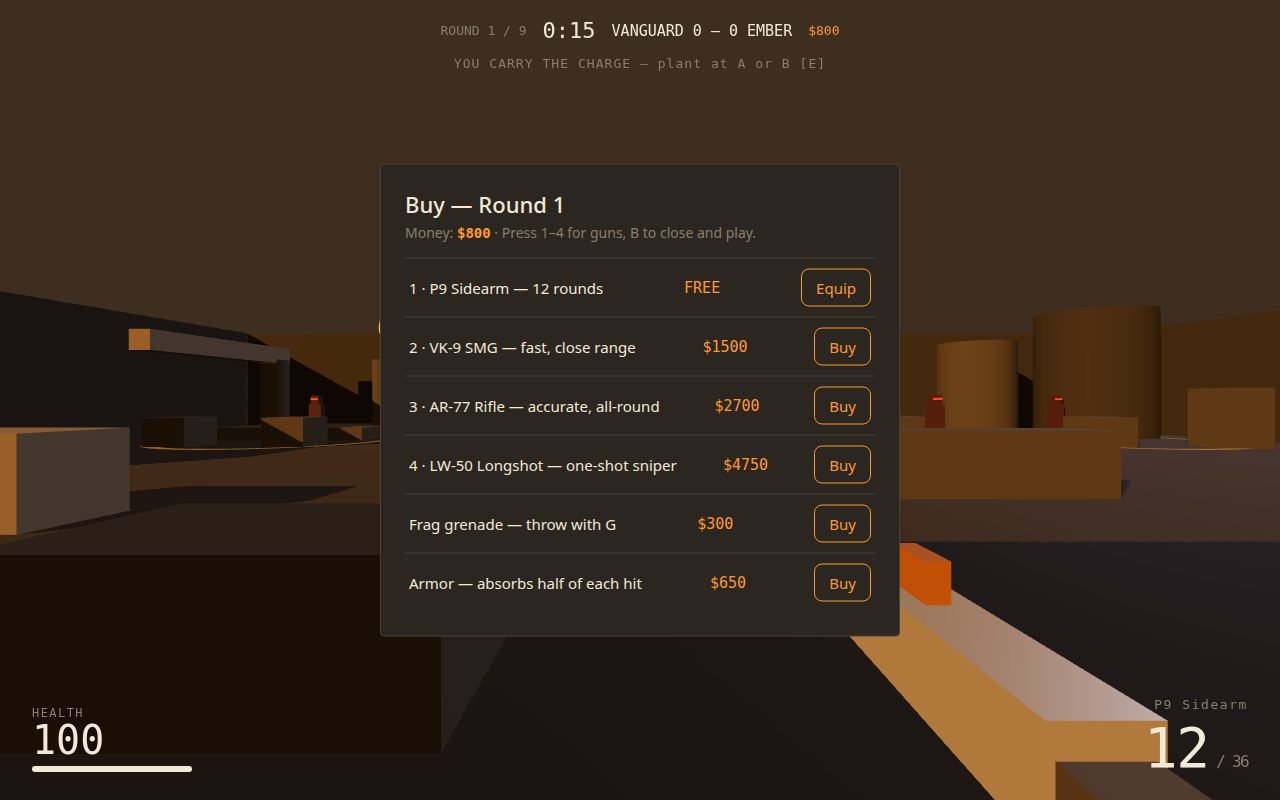 ROUND 1 / 9 0:15 VANGUARD 0 — 0 EMBER $800
YOU CARRY THE CHARGE — plant at A or B [E]
Buy — Round 1
Money: $800 · Press 1–4 for guns, B to close and play.
1 · P9 Sidearm — 12 rounds FREE Equip
2 · VK-9 SMG — fast, close range $1500 Buy
3 · AR-77 Rifle — accurate, all-round $2700 Buy
4 · LW-50 Longshot — one-shot sniper $4750 Buy
Frag grenade — throw with G $300 Buy
Armor — absorbs half of each hit $650 Buy
HEALTH
100
P9 Sidearm
12 / 36